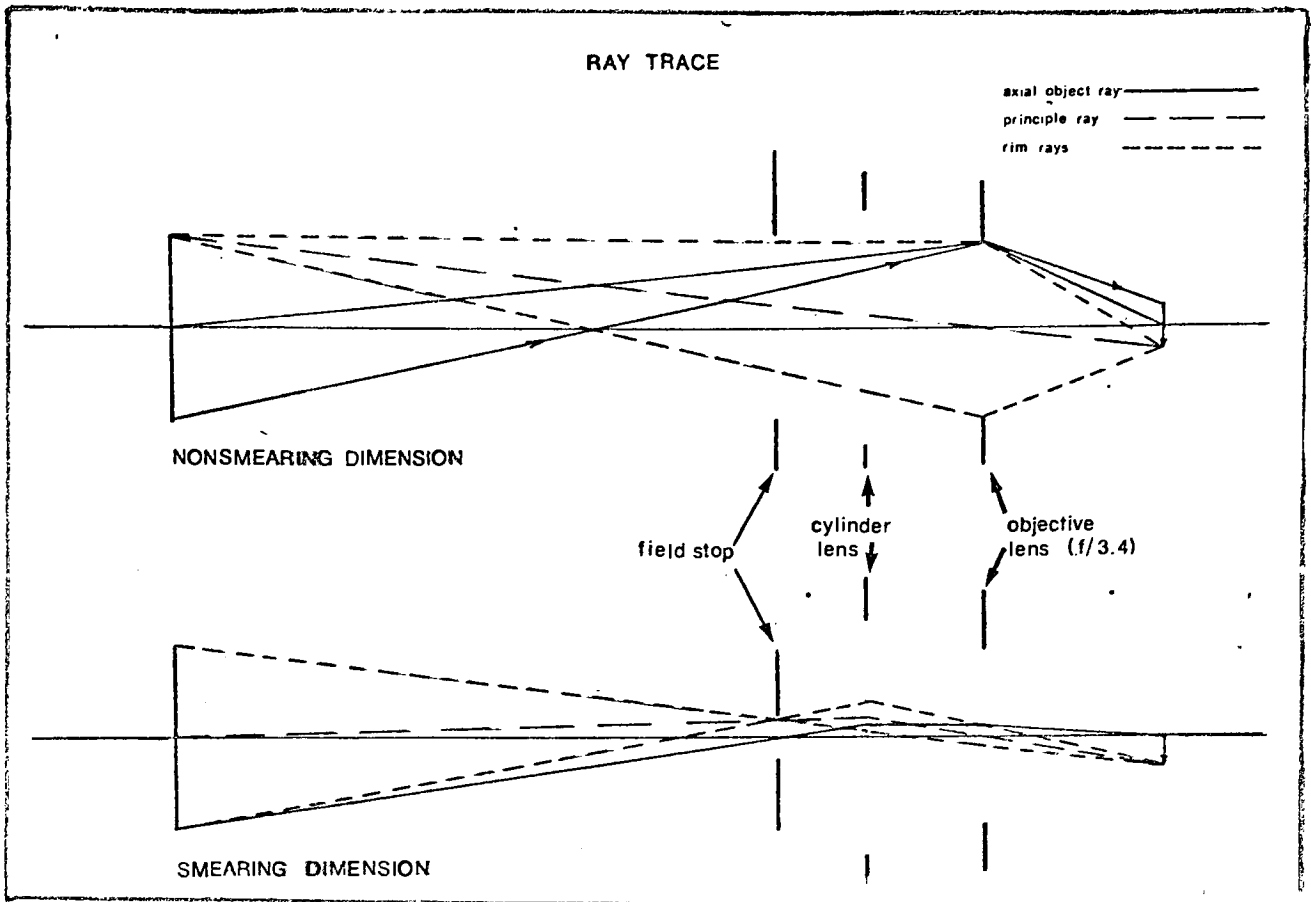 RAY TRACE
axial object ray
principle ray
rim rays
NONSMEARING DIMENSION
field stop
cylinder
lens
objective
lens (f/3.4)
SMEARING DIMENSION